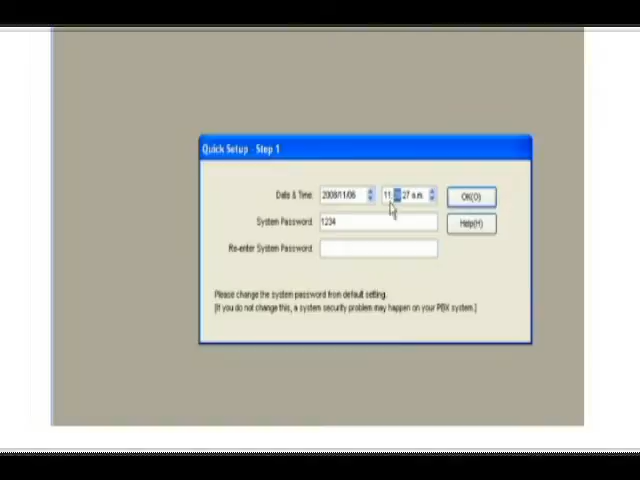 Quick Setup - Step 1
Date & Time: 2008/11/06 11: :27 a.m. OK(O)
System Password: 1234 Help(H)
Re-enter System Password:
Please change the system password from default setting.
[If you do not change this, a system security problem may happen on your PBX system.]